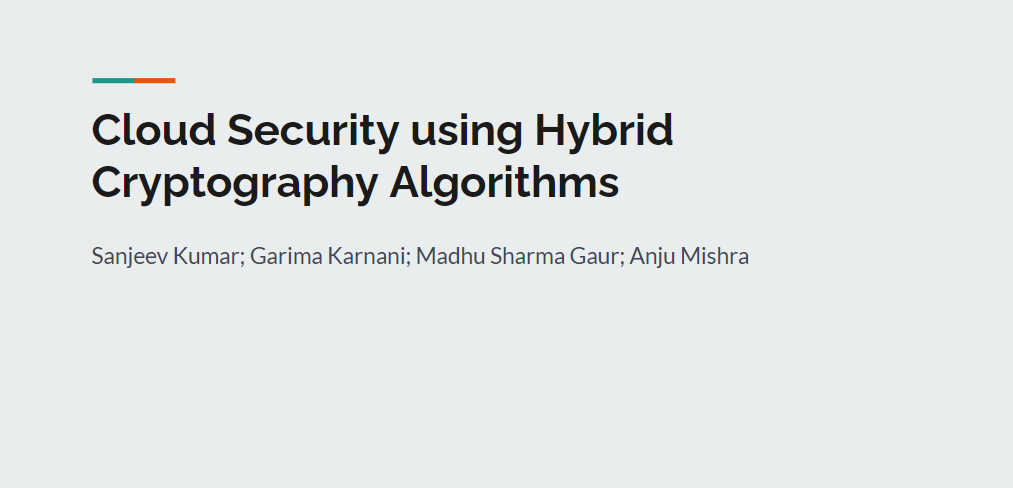 Cloud Security using Hybrid
Cryptography Algorithms
Sanjeev Kumar; Garima Karnani; Madhu Sharma Gaur; Anju Mishra